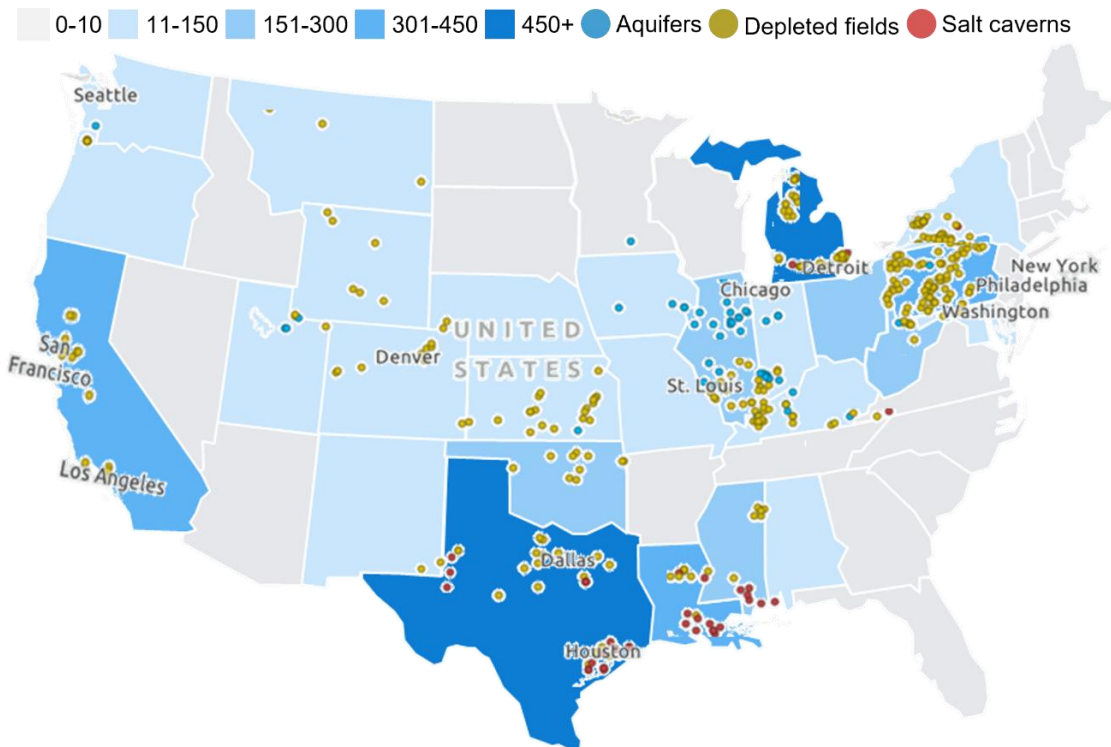 0-10 11-150 151-300 301-450 450+ Aquifers Depleted fields Salt caverns
Seattle
Detroit
New York
Chicago
Philadelphia
Washington
UNITED
STATES
Denver
San
Francisco
St. Louis
Los Angeles
Dallas
Houston